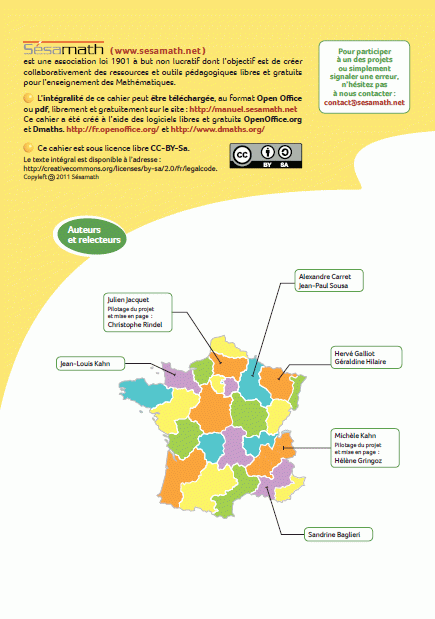 Sésamath (www.sesamath.net)
est une association loi 1901 à but non lucratif dont l'objectif est de créer
collaborativement des ressources et outils pédagogiques libres et gratuits
pour l'enseignement des Mathématiques.
L'intégralité de ce cahier peut être téléchargée, au format Open Office
ou pdf, librement et gratuitement sur le site : http://manuel.sesamath.net
Ce cahier a été créé à l'aide des logiciels libres et gratuits OpenOffice.org
et Dmaths. http://fr.openoffice.org/ et http://www.dmaths.org/
Ce cahier est sous licence libre CC-BY-Sa.
Le texte intégral est disponible à l'adresse :
http://creativecommons.org/licenses/by-sa/2.0/fr/legalcode.
Copyleft 2011 Sésamath
cc
BY SA
Pour participer
à un des projets
ou simplement
signaler une erreur,
n'hésitez pas
à nous contacter :
contact@sesamath.net
Auteurs
et relecteurs
Alexandre Carret
Jean-Paul Sousa
Julien Jacquet
Pilotage du projet
et mise en page :
Christophe Rindel
Hervé Galliot
Géraldine Hilaire
Jean-Louis Kahn
Michèle Kahn
Pilotage du projet
et mise en page :
Hélène Gringoz
Sandrine Baglieri